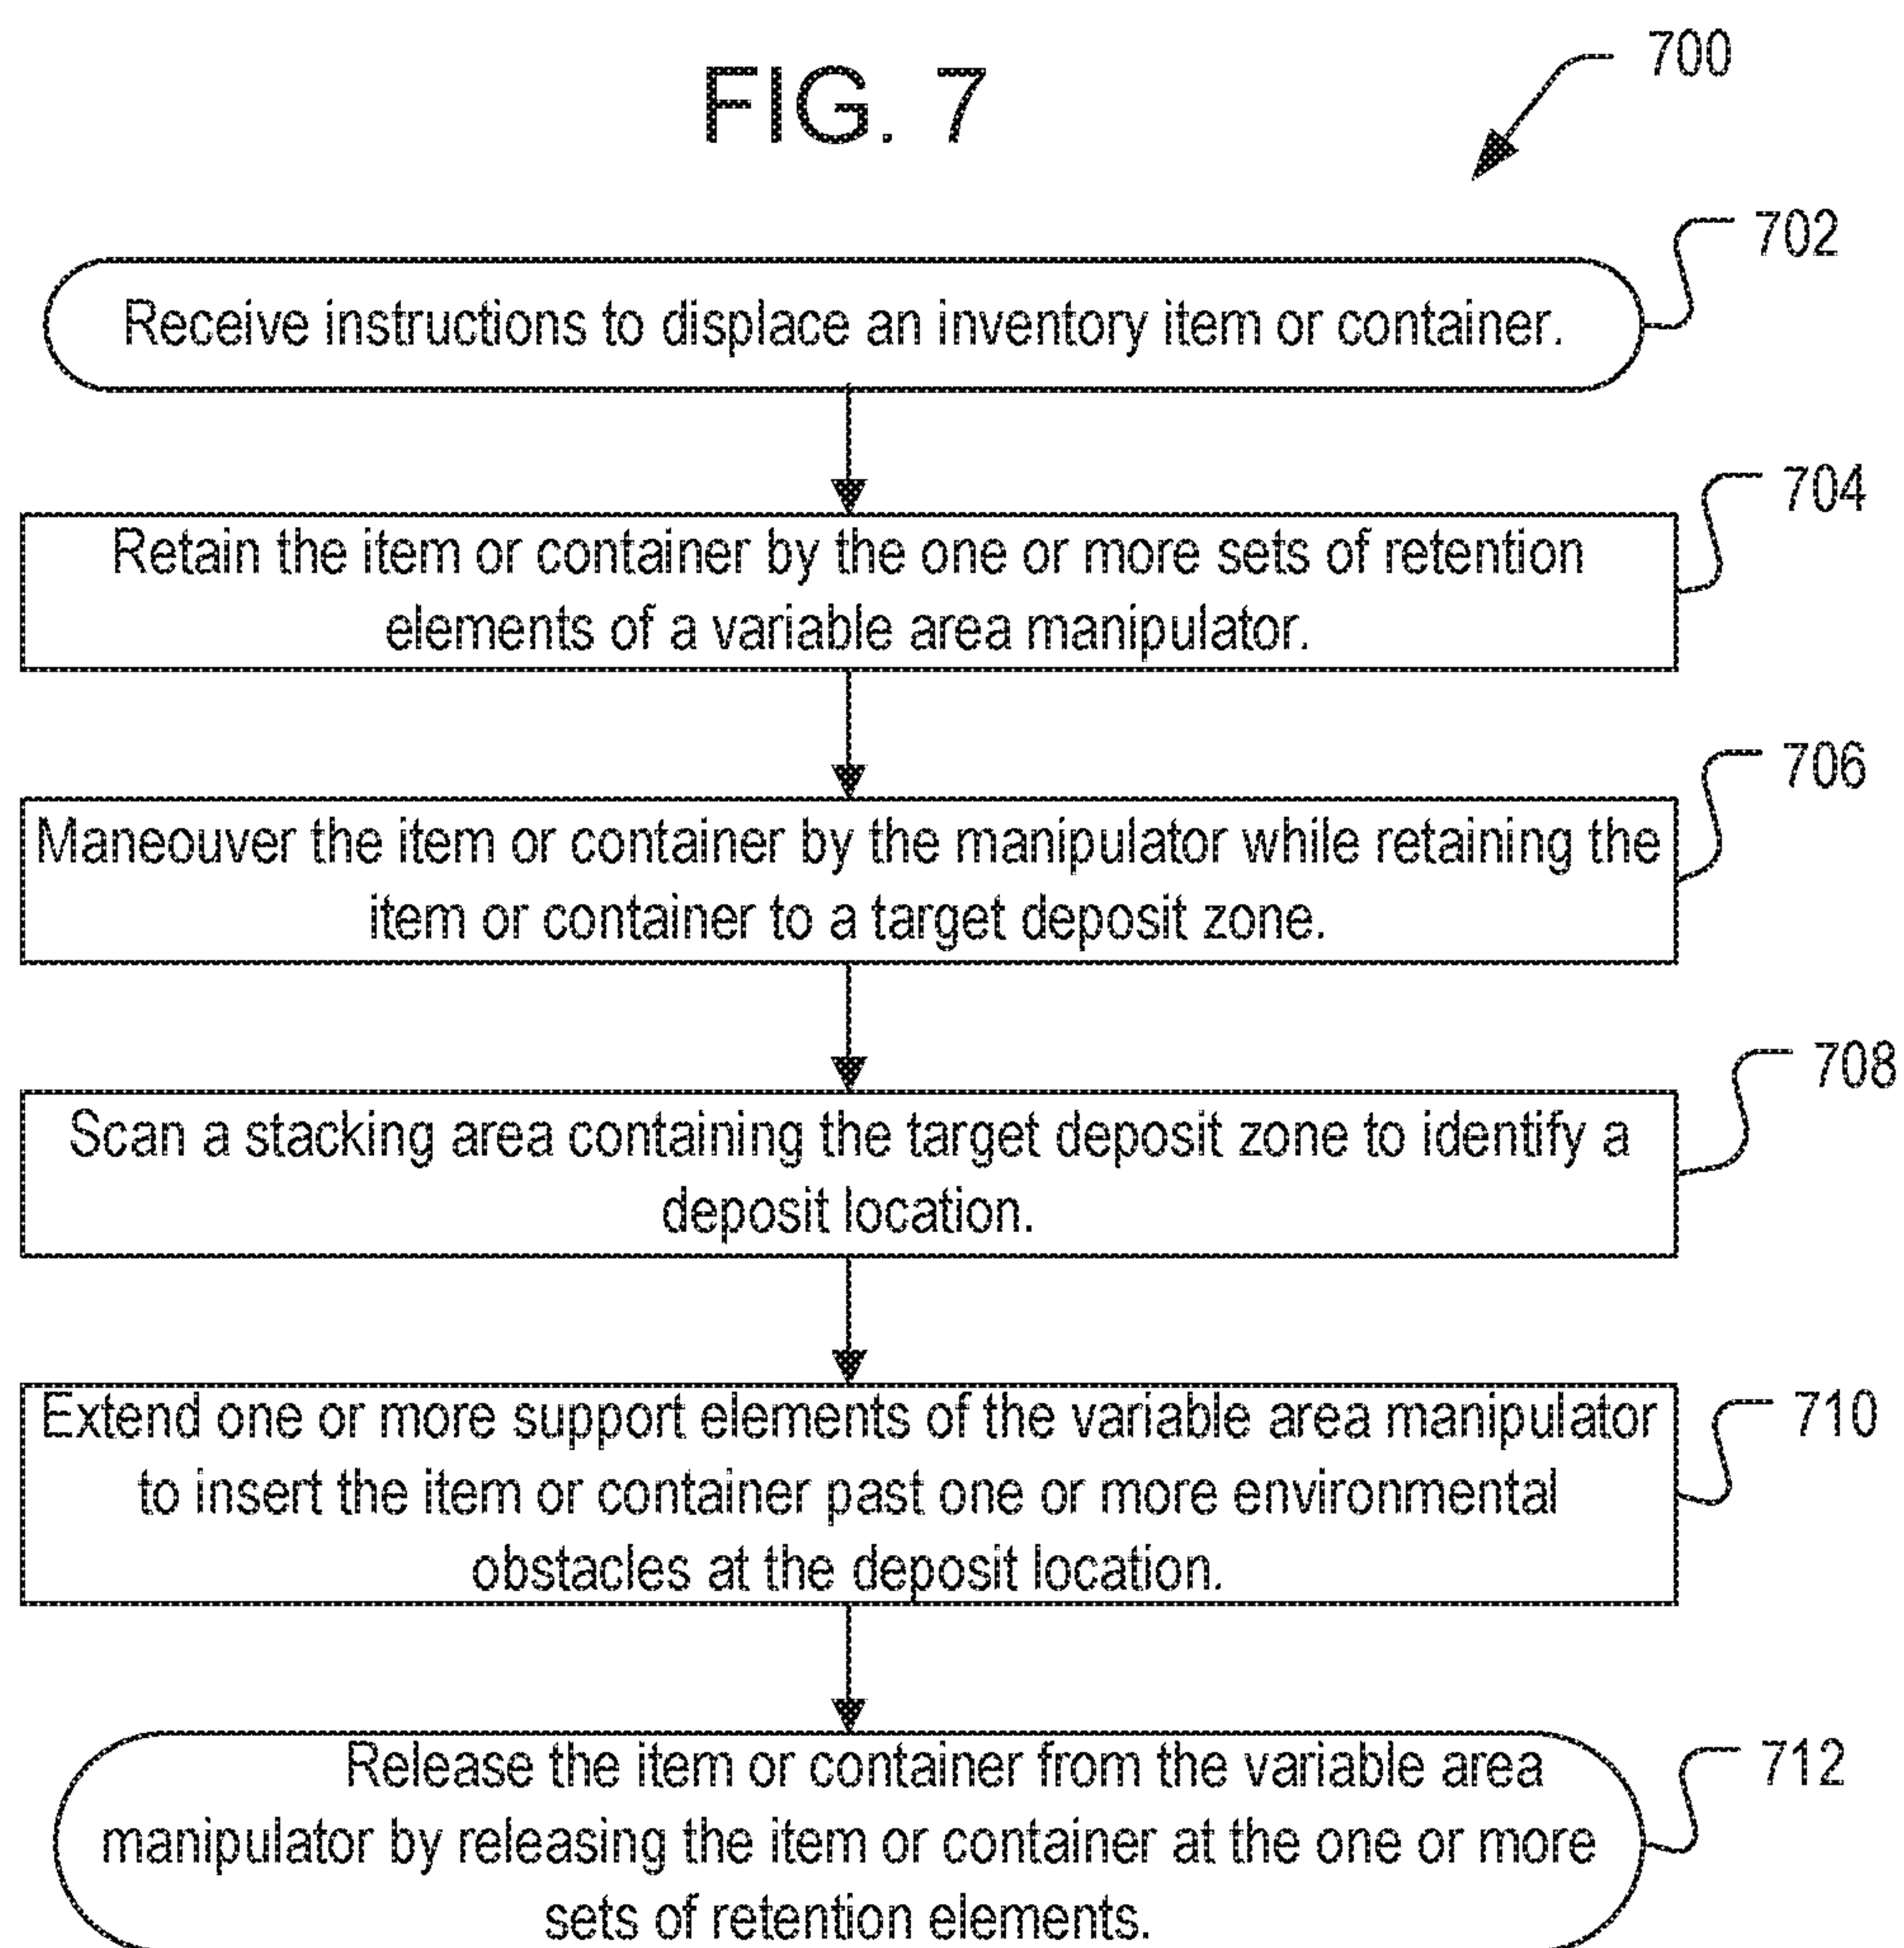 FIG. 7
700
702
Receive instructions to displace an inventory item or container.
704
Retain the item or container by the one or more sets of retention
elements of a variable area manipulator.
706
Maneouver the item or container by the manipulator while retaining the
item or container to a target deposit zone.
708
Scan a stacking area containing the target deposit zone to identify a
deposit location.
710
Extend one or more support elements of the variable area manipulator
to insert the item or container past one or more environmental
obstacles at the deposit location.
712
Release the item or container from the variable area
manipulator by releasing the item or container at the one or more
sets of retention elements.